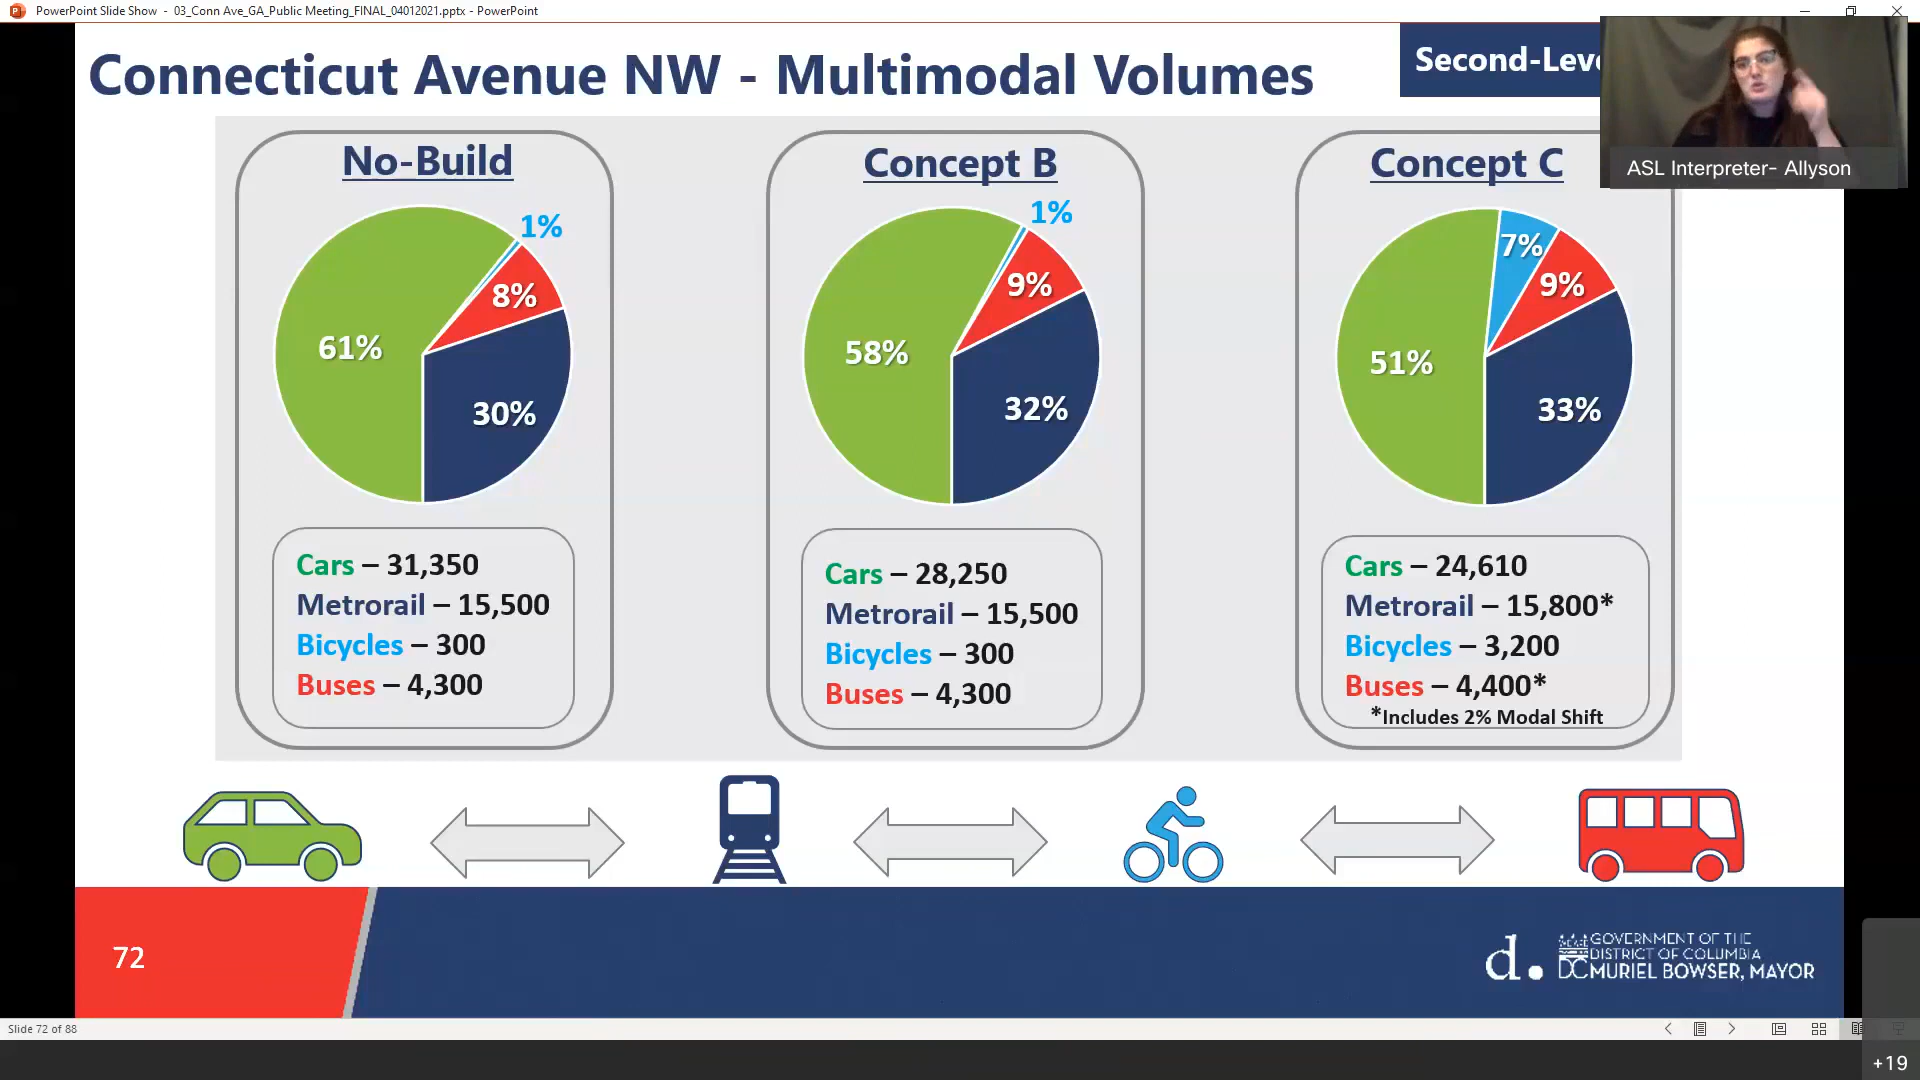 PowerPoint Slide Show - 03_Conn Ave_GA_Public Meeting_FINAL_04012021.pptx - PowerPoint
Connecticut Avenue NW - Multimodal Volumes
Second-Leve
ASL Interpreter- Allyson
No-Build
1%
8%
61%
30%
Cars – 31,350
Metrorail – 15,500
Bicycles – 300
Buses – 4,300
Concept B
1%
9%
58%
32%
Cars – 28,250
Metrorail – 15,500
Bicycles – 300
Buses – 4,300
Concept C
7%
9%
51%
33%
Cars – 24,610
Metrorail – 15,800*
Bicycles – 3,200
Buses – 4,400*
*Includes 2% Modal Shift
72
d.
GOVERNMENT OF THE
DISTRICT OF COLUMBIA
DC MURIEL BOWSER, MAYOR
Slide 72 of 88
+19